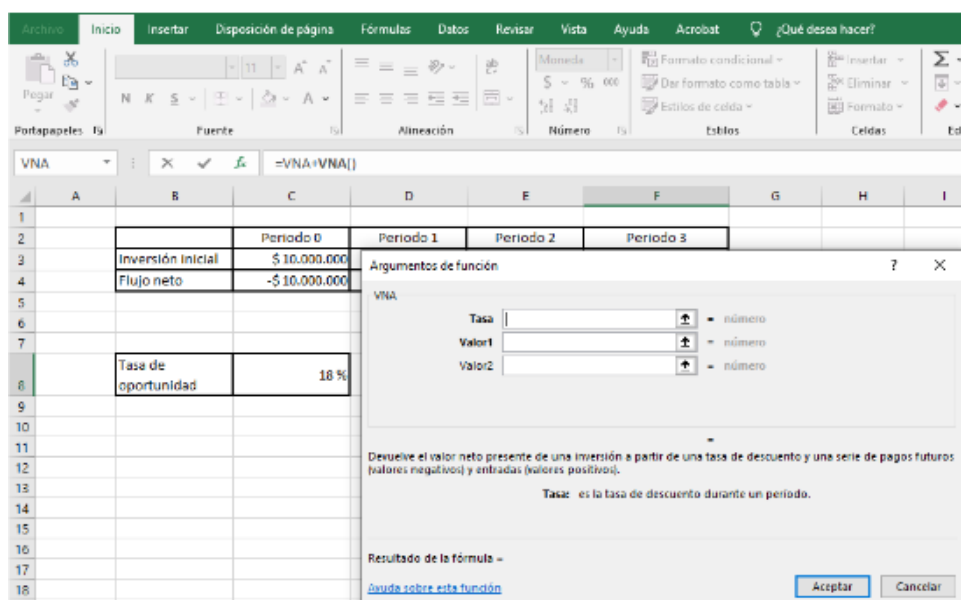 Archivo Inicio Insertar Disposición de página Fórmulas Datos Revisar Vista Ayuda Acrobat ¿Qué desea hacer?
Pegar
11 A A
Moneda
Formato condicional
Insertar
Σ
N K S A
$ % 000
Dar formato como tabla
Eliminar
Estilos de celda
Formato
Portapapeles Fuente Alineación Número Estilos Celdas Ed
VNA fx =VNA+VNA()
A B C D E F G H I
1
2 Periodo 0 Periodo 1 Periodo 2 Periodo 3
3 Inversión inicial $ 10.000.000
4 Flujo neto -$ 10.000.000
5
6
7
8 Tasa de oportunidad 18 %
9
10
11
12
13
14
15
16
17
18
Argumentos de función ? ×
VNA
Tasa = número
Valor1 = número
Valor2 = número
=
Devuelve el valor neto presente de una inversión a partir de una tasa de descuento y una serie de pagos futuros
(valores negativos) y entradas (valores positivos).
Tasa: es la tasa de descuento durante un período.
Resultado de la fórmula =
Ayuda sobre esta función
Aceptar Cancelar